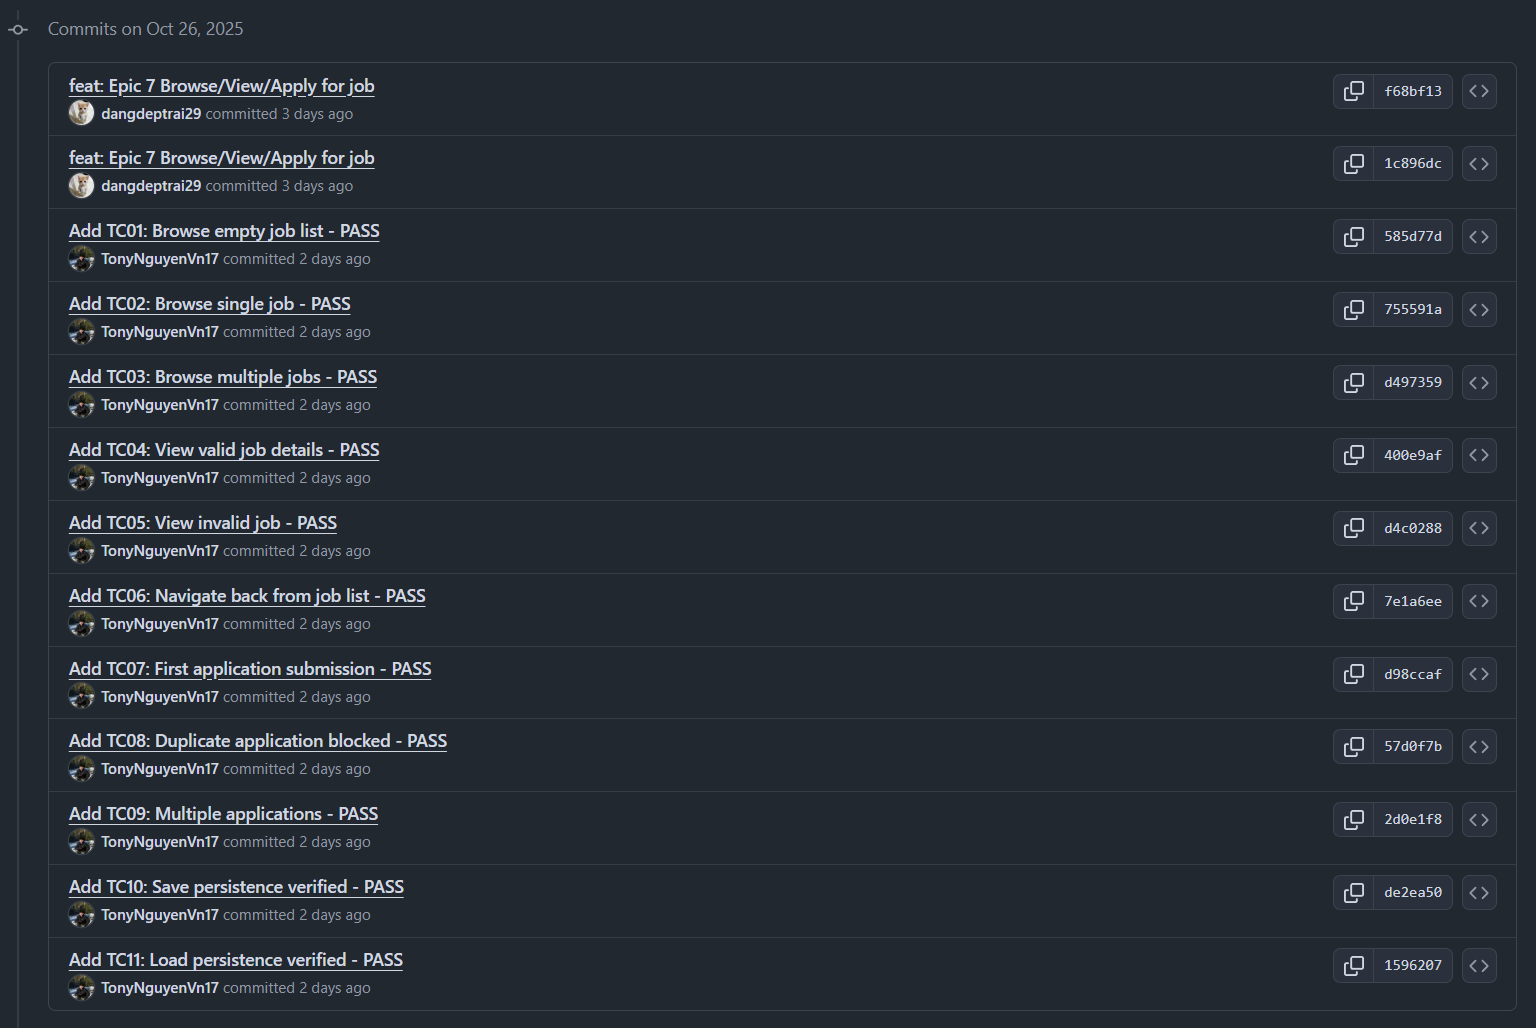 Commits on Oct 26, 2025
feat: Epic 7 Browse/View/Apply for job
f68bf13
dangdeptrai29 committed 3 days ago
feat: Epic 7 Browse/View/Apply for job
1c896dc
dangdeptrai29 committed 3 days ago
Add TC01: Browse empty job list - PASS
585d77d
TonyNguyenVn17 committed 2 days ago
Add TC02: Browse single job - PASS
755591a
TonyNguyenVn17 committed 2 days ago
Add TC03: Browse multiple jobs - PASS
d497359
TonyNguyenVn17 committed 2 days ago
Add TC04: View valid job details - PASS
400e9af
TonyNguyenVn17 committed 2 days ago
Add TC05: View invalid job - PASS
d4c0288
TonyNguyenVn17 committed 2 days ago
Add TC06: Navigate back from job list - PASS
7e1a6ee
TonyNguyenVn17 committed 2 days ago
Add TC07: First application submission - PASS
d98ccaf
TonyNguyenVn17 committed 2 days ago
Add TC08: Duplicate application blocked - PASS
57d0f7b
TonyNguyenVn17 committed 2 days ago
Add TC09: Multiple applications - PASS
2d0e1f8
TonyNguyenVn17 committed 2 days ago
Add TC10: Save persistence verified - PASS
de2ea50
TonyNguyenVn17 committed 2 days ago
Add TC11: Load persistence verified - PASS
1596207
TonyNguyenVn17 committed 2 days ago